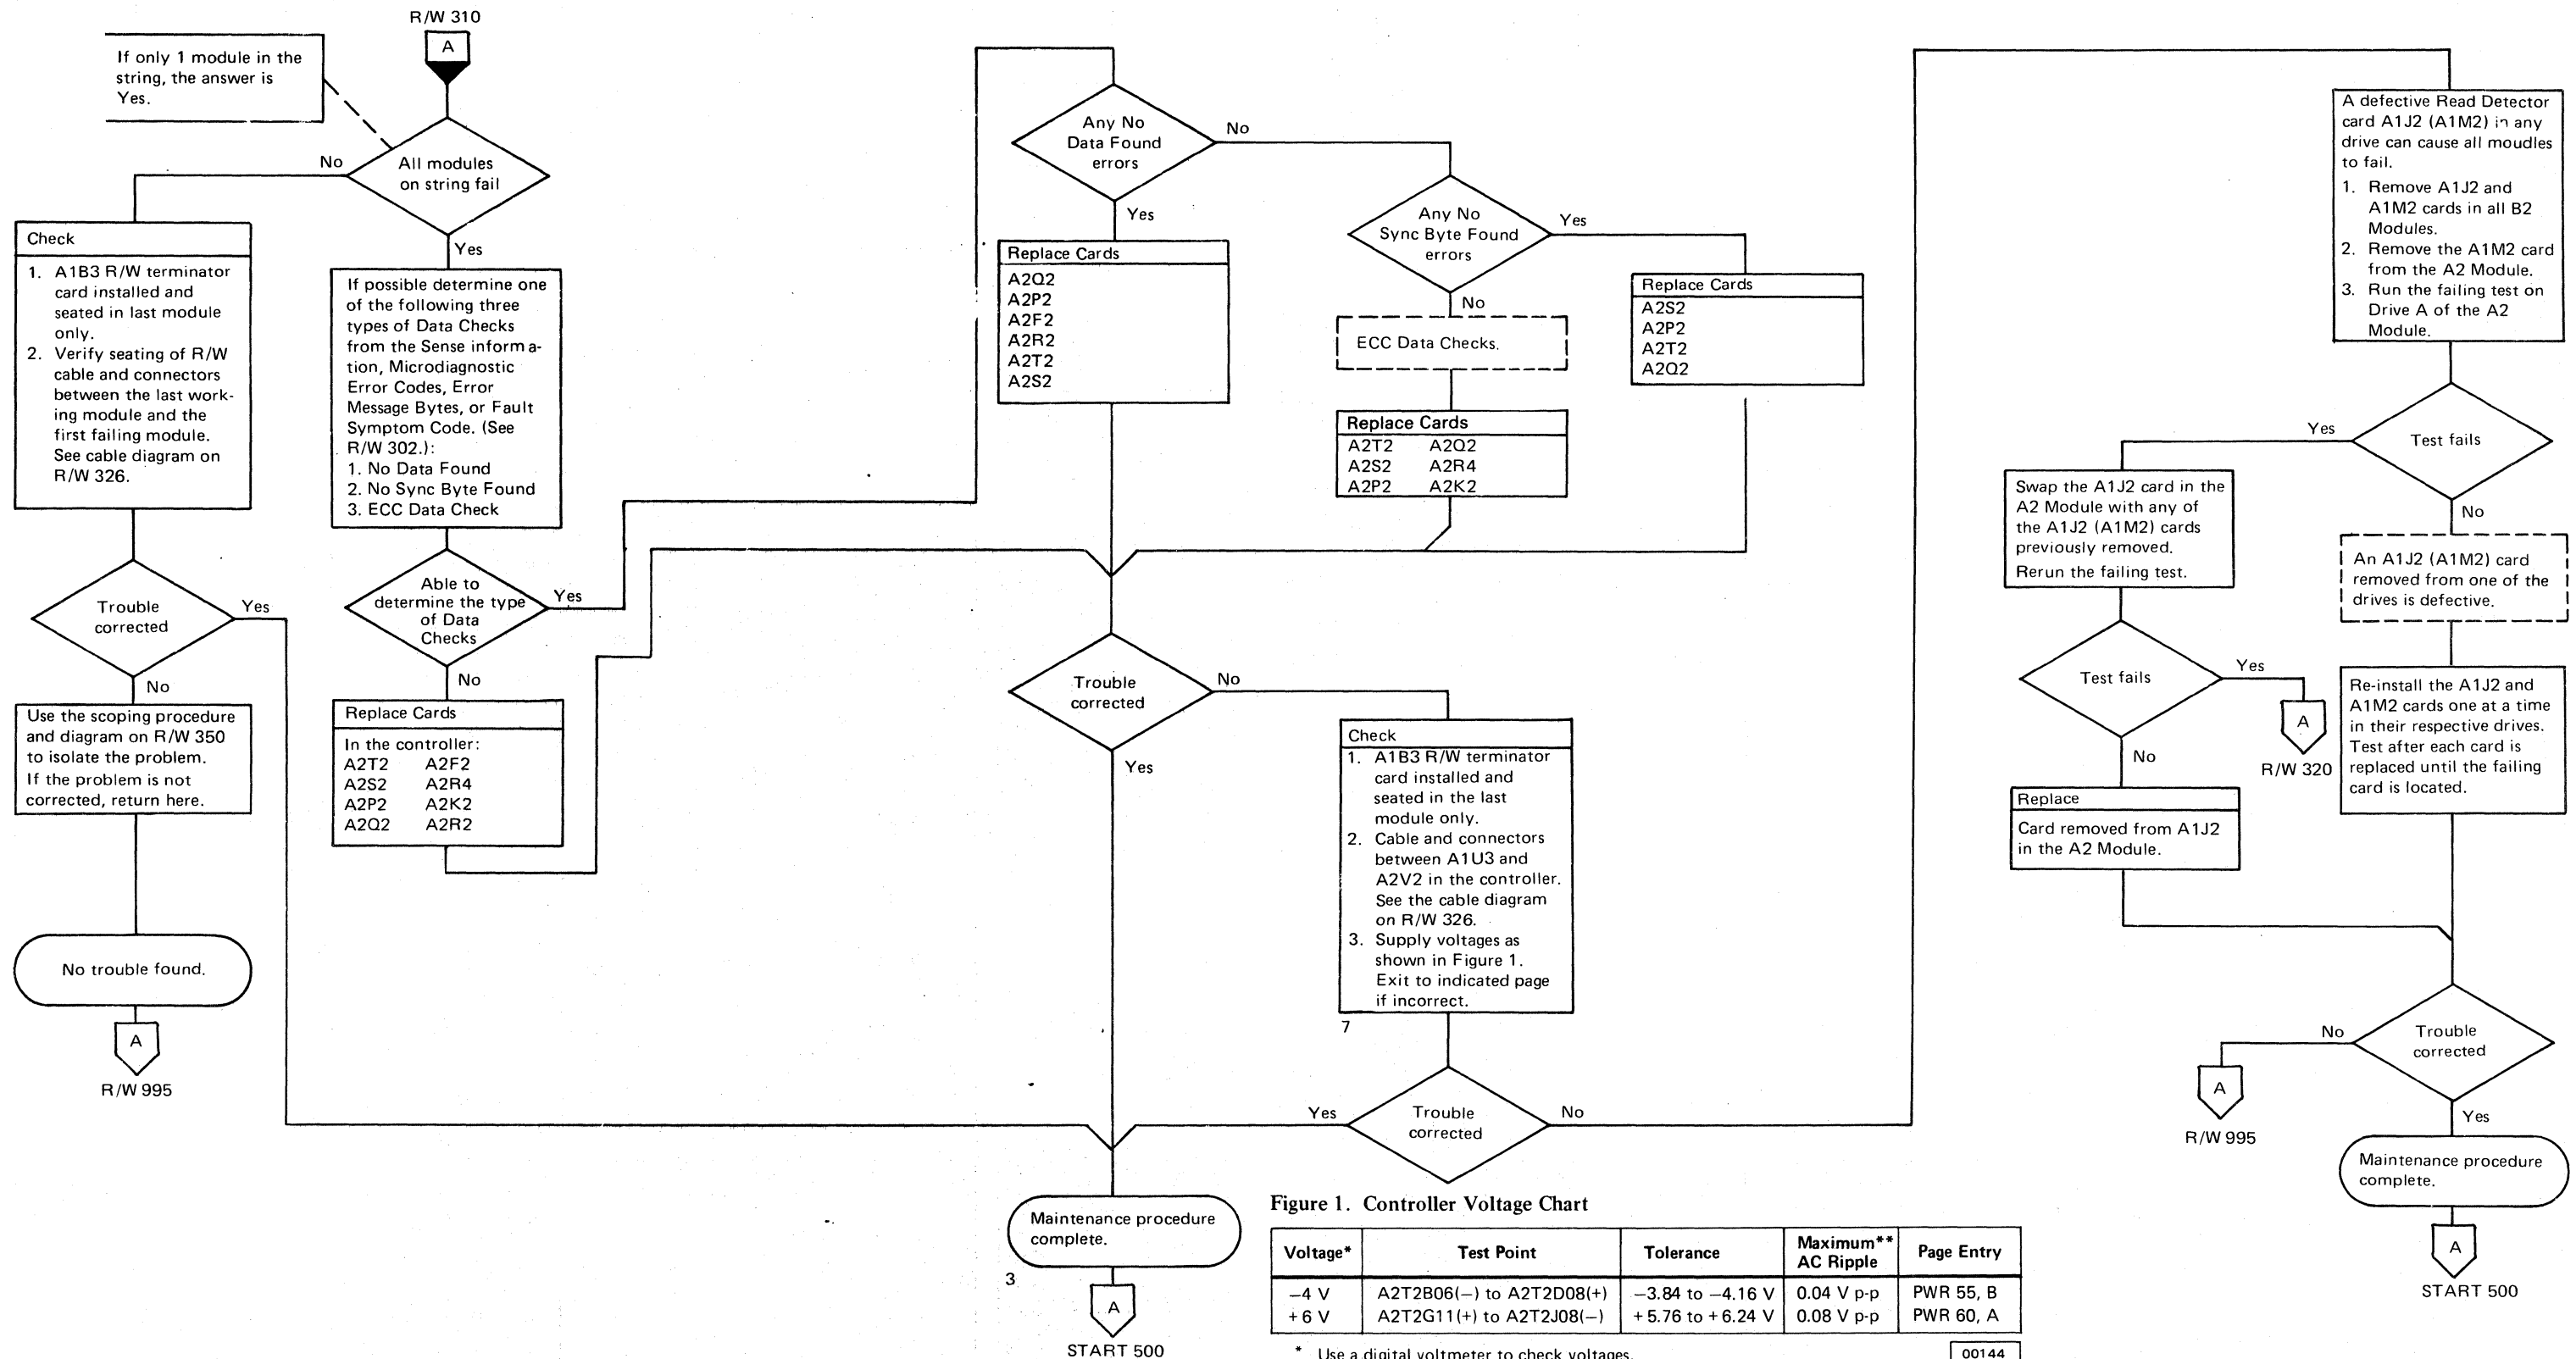 R/W 310
A
If only 1 module in the
string, the answer is
Yes.
All modules
on string fail
No
Yes
Check
1. A1B3 R/W terminator
card installed and
seated in last module
only.
2. Verify seating of R/W
cable and connectors
between the last work-
ing module and the
first failing module.
See cable diagram on
R/W 326.
Trouble
corrected
Yes
No
Use the scoping procedure
and diagram on R/W 350
to isolate the problem.
If the problem is not
corrected, return here.
No trouble found.
A
R/W 995
If possible determine one
of the following three
types of Data Checks
from the Sense informa-
tion, Microdiagnostic
Error Codes, Error
Message Bytes, or Fault
Symptom Code. (See
R/W 302.):
1. No Data Found
2. No Sync Byte Found
3. ECC Data Check
Able to
determine the type
of Data
Checks
Yes
No
Replace Cards
In the controller:
A2T2 A2F2
A2S2 A2R4
A2P2 A2K2
A2Q2 A2R2
Any No
Data Found
errors
No
Yes
Replace Cards
A2Q2
A2P2
A2F2
A2R2
A2T2
A2S2
Any No
Sync Byte Found
errors
Yes
No
ECC Data Checks.
Replace Cards
A2T2 A2Q2
A2S2 A2R4
A2P2 A2K2
Replace Cards
A2S2
A2P2
A2T2
A2Q2
Trouble
corrected
No
Yes
Check
1. A1B3 R/W terminator
card installed and
seated in the last
module only.
2. Cable and connectors
between A1U3 and
A2V2 in the controller.
See the cable diagram
on R/W 326.
3. Supply voltages as
shown in Figure 1.
Exit to indicated page
if incorrect.
7
Trouble
corrected
Yes
No
Maintenance procedure
complete.
3
A
START 500
A defective Read Detector
card A1J2 (A1M2) in any
drive can cause all moudles
to fail.
1. Remove A1J2 and
A1M2 cards in all B2
Modules.
2. Remove the A1M2 card
from the A2 Module.
3. Run the failing test on
Drive A of the A2
Module.
Test fails
Yes
No
Swap the A1J2 card in the
A2 Module with any of
the A1J2 (A1M2) cards
previously removed.
Rerun the failing test.
Test fails
Yes
A
R/W 320
No
Replace
Card removed from A1J2
in the A2 Module.
An A1J2 (A1M2) card
removed from one of the
drives is defective.
Re-install the A1J2 and
A1M2 cards one at a time
in their respective drives.
Test after each card is
replaced until the failing
card is located.
Trouble
corrected
No
A
R/W 995
Yes
Maintenance procedure
complete.
A
START 500
Figure 1. Controller Voltage Chart
Voltage* Test Point Tolerance Maximum** AC Ripple Page Entry
−4 V A2T2B06(−) to A2T2D08(+) −3.84 to −4.16 V 0.04 V p-p PWR 55, B
+6 V A2T2G11(+) to A2T2J08(−) +5.76 to +6.24 V 0.08 V p-p PWR 60, A
* Use a digital voltmeter to check voltages.
00144